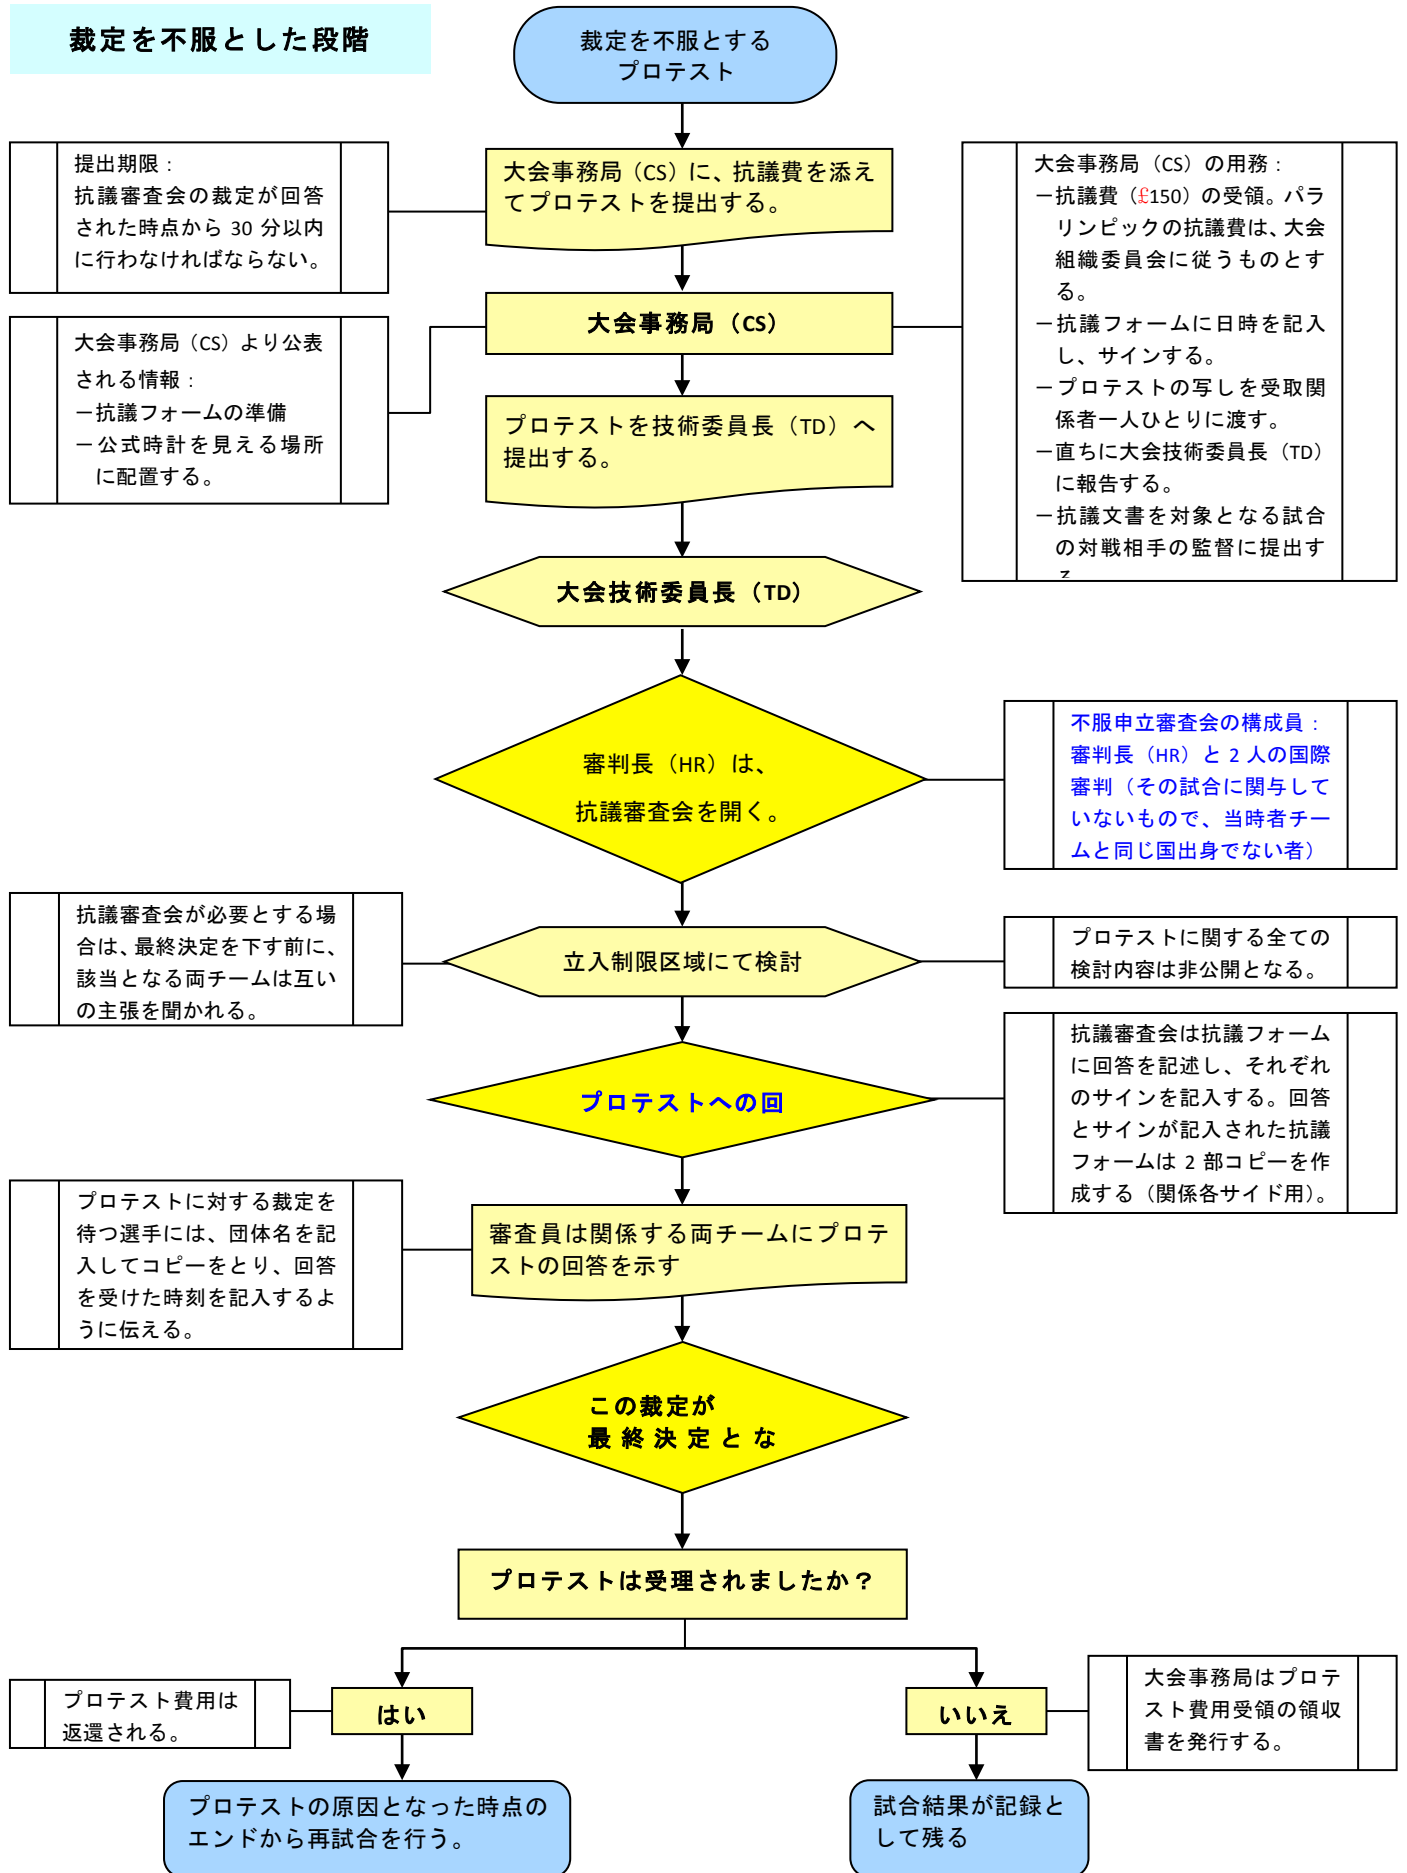 裁定を不服とした段階
裁定を不服とする
プロテスト
提出期限：
抗議審査会の裁定が回答
された時点から 30 分以内
に行わなければならない。
大会事務局（CS）に、抗議費を添え
てプロテストを提出する。
大会事務局（CS）の用務：
－抗議費（£150）の受領。パラ
リンピックの抗議費は、大会
組織委員会に従うものとす
る。
－抗議フォームに日時を記入
し、サインする。
－プロテストの写しを受取関
係者一人ひとりに渡す。
－直ちに大会技術委員長（TD）
に報告する。
－抗議文書を対象となる試合
の対戦相手の監督に提出す
大会事務局（CS）
大会事務局（CS）より公表
される情報：
－抗議フォームの準備
－公式時計を見える場所
に配置する。
プロテストを技術委員長（TD）へ
提出する。
大会技術委員長（TD）
審判長（HR）は、
抗議審査会を開く。
不服申立審査会の構成員：
審判長（HR）と 2 人の国際
審判（その試合に関与して
いないもので、当時者チー
ムと同じ国出身でない者）
抗議審査会が必要とする場
合は、最終決定を下す前に、
該当となる両チームは互い
の主張を聞かれる。
立入制限区域にて検討
プロテストに関する全ての
検討内容は非公開となる。
プロテストへの回
抗議審査会は抗議フォーム
に回答を記述し、それぞれ
のサインを記入する。回答
とサインが記入された抗議
フォームは 2 部コピーを作
成する（関係各サイド用）。
プロテストに対する裁定を
待つ選手には、団体名を記
入してコピーをとり、回答
を受けた時刻を記入するよ
うに伝える。
審査員は関係する両チームにプロテ
ストの回答を示す
この裁定が
最終決定とな
プロテストは受理されましたか？
プロテスト費用は
返還される。
はい
いいえ
大会事務局はプロテ
スト費用受領の領収
書を発行する。
プロテストの原因となった時点の
エンドから再試合を行う。
試合結果が記録と
して残る